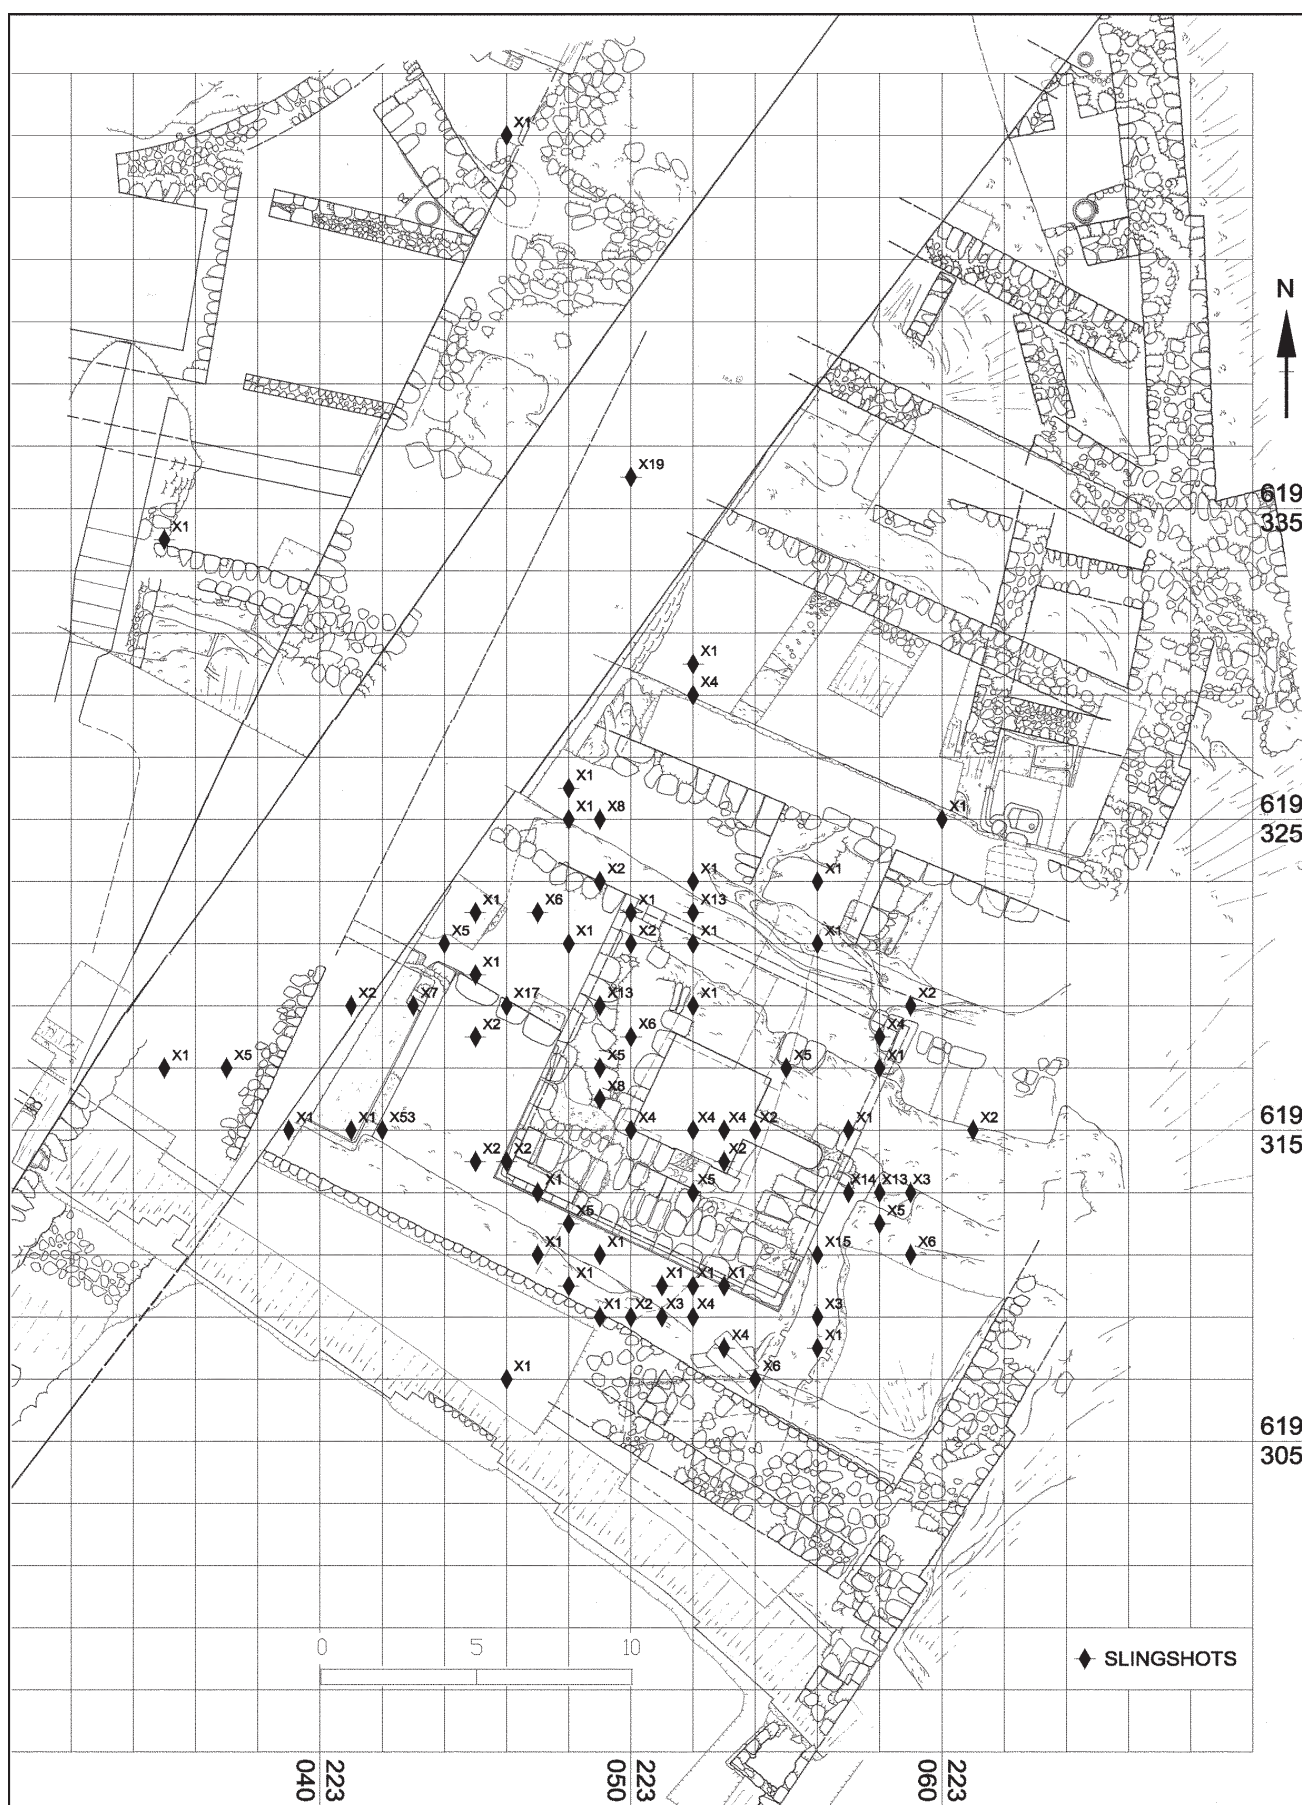 X1
N
X19
619
335
X1
X1
X4
X1
619
325
X1 X8 X1
X2 X1 X1
X1 X6 X1 X13
X5 X1 X2 X1 X1
X1
X2 X7 X17 X13 X1 X2
X2 X6 X4
X1 X5 X5 X5 X1
X8
619
315
X1 X1 X53 X4 X4 X4 X2 X1 X2
X2 X2 X2
X1 X5 X14 X13 X3
X5 X5
X1 X1 X15 X6
X1 X1 X1 X1
X1 X2 X3 X4 X3
X4 X1
X1 X6
619
305
0 5 10
SLINGSHOTS
223
040
223
050
223
060